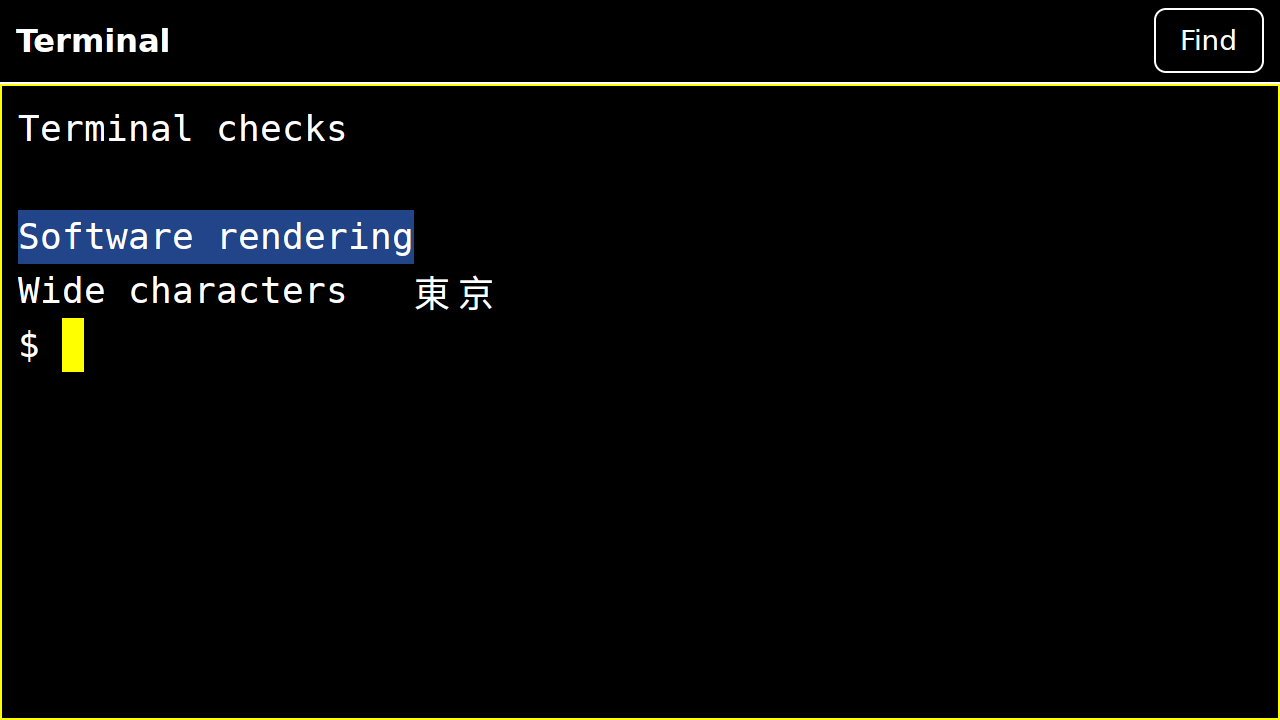 Terminal
Find
Terminal checks
Software rendering
Wide characters   東京
$